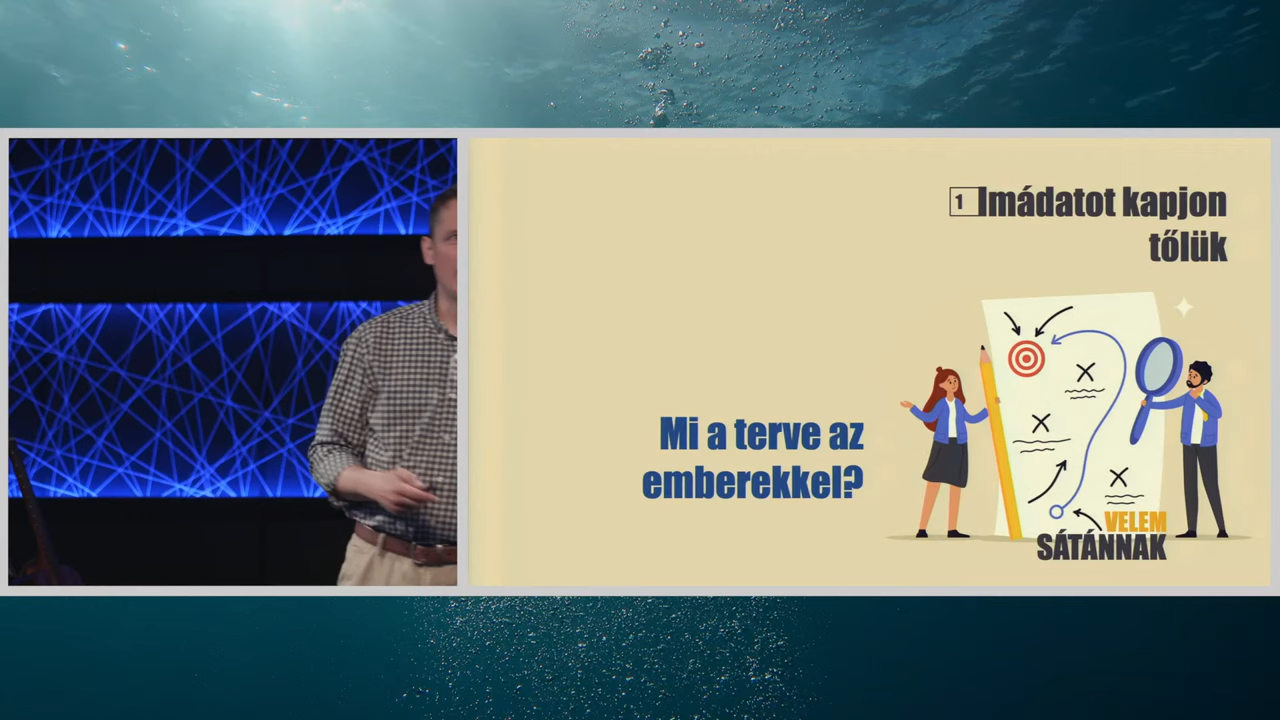 1 Imádatot kapjon
tőlük
Mi a terve az
emberekkel?
VELEM
SÁTÁNNAK